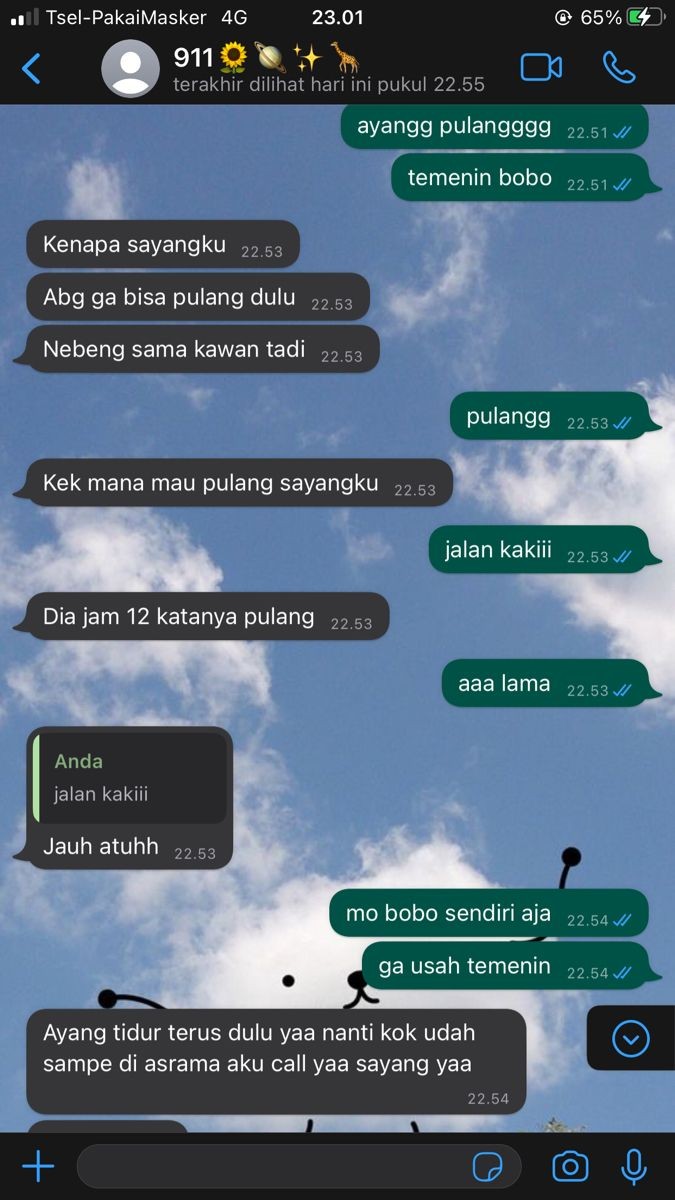 Tsel-PakaiMasker 4G 23.01 65%
911🌻🪐✨🦒
terakhir dilihat hari ini pukul 22.55
ayangg pulangggg 22.51
temenin bobo 22.51
Kenapa sayangku 22.53
Abg ga bisa pulang dulu 22.53
Nebeng sama kawan tadi 22.53
pulangg 22.53
Kek mana mau pulang sayangku 22.53
jalan kakiii 22.53
Dia jam 12 katanya pulang 22.53
aaa lama 22.53
Anda
jalan kakiii
Jauh atuhh 22.53
mo bobo sendiri aja 22.54
ga usah temenin 22.54
Ayang tidur terus dulu yaa nanti kok udah
sampe di asrama aku call yaa sayang yaa
22.54